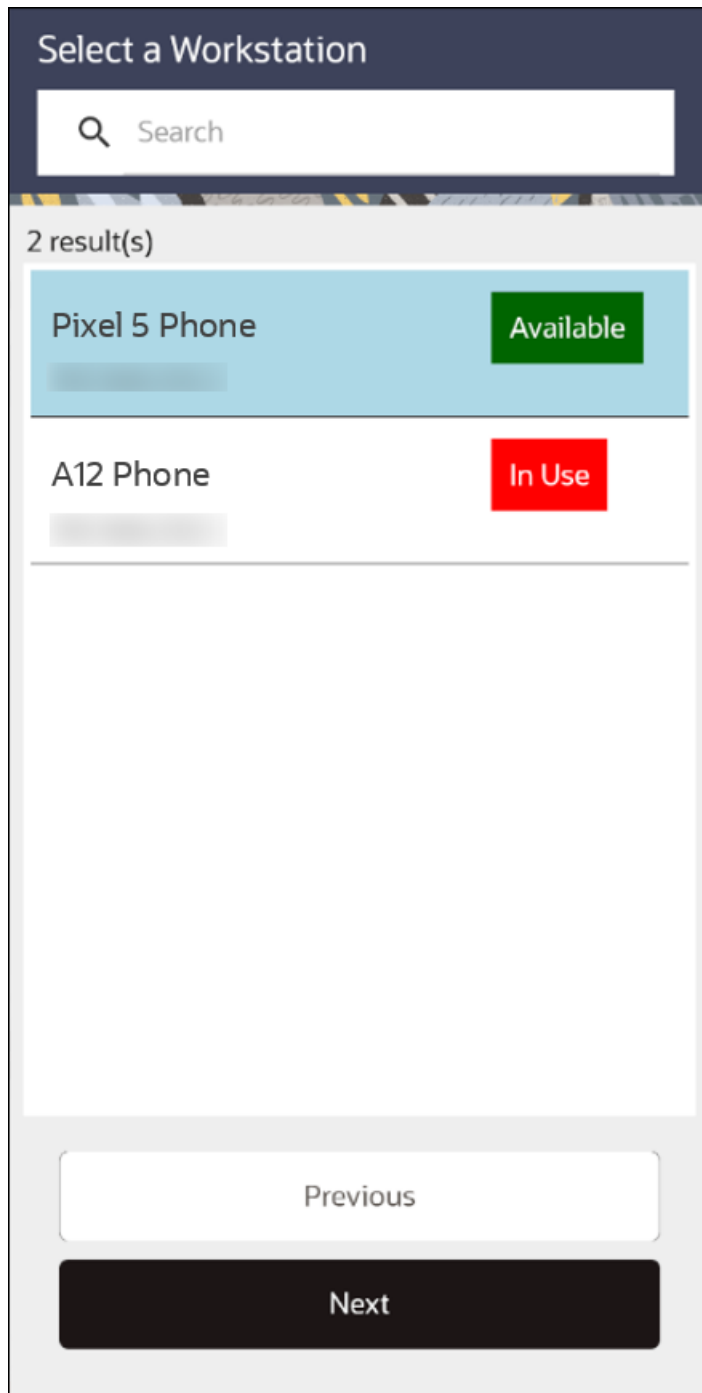 Select a Workstation
Search
2 result(s)
Pixel 5 Phone
Available
A12 Phone
In Use
Previous
Next